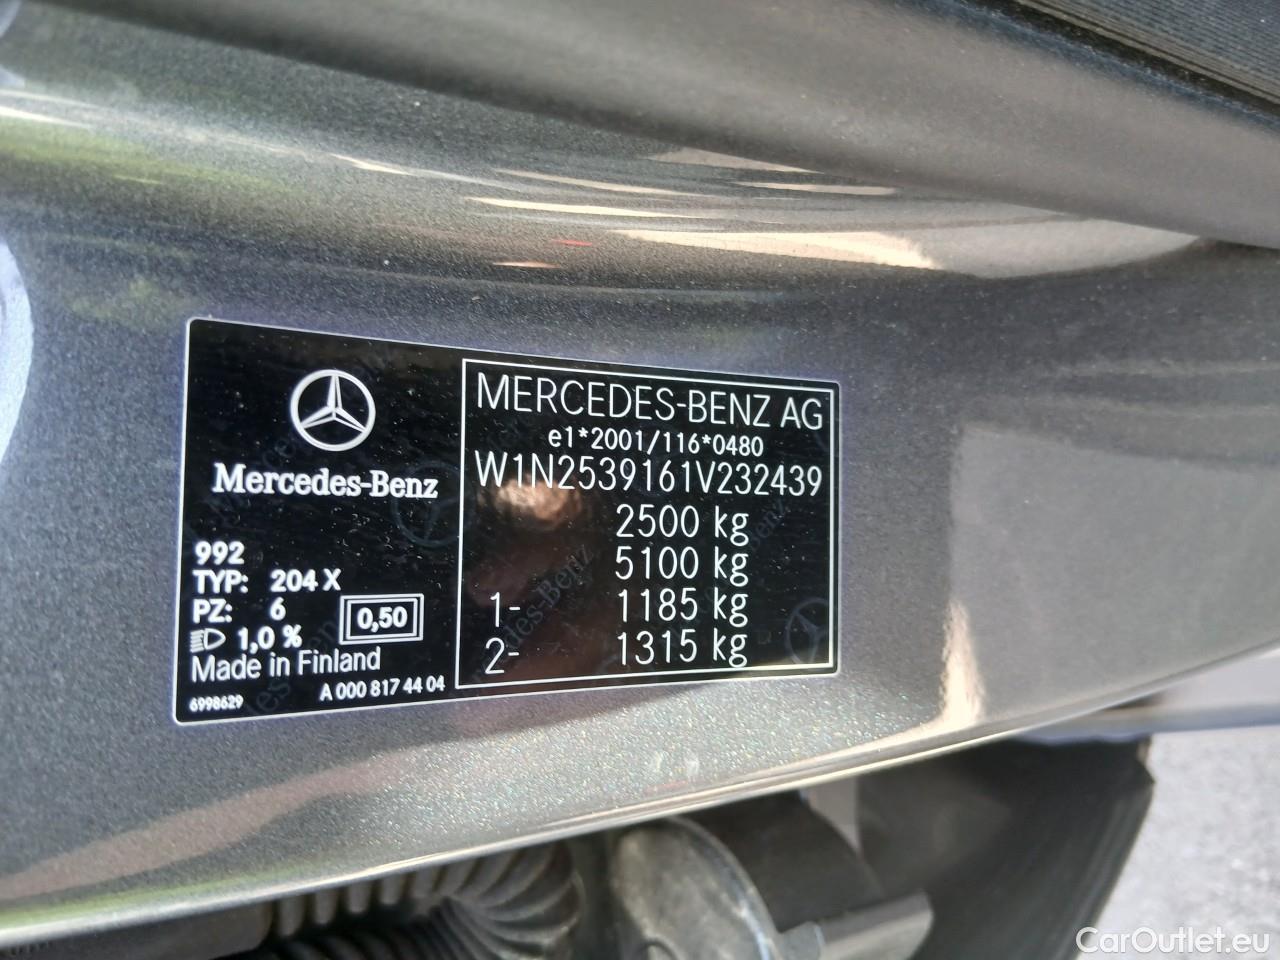 Mercedes-Benz
992
TYP: 204 X
PZ: 6
1,0 %
0,50
Made in Finland
6998629
A 000 817 44 04
MERCEDES-BENZ AG
e1*2001/116*0480
W1N2539161V232439
2500 kg
5100 kg
1- 1185 kg
2- 1315 kg
CarOutlet.eu